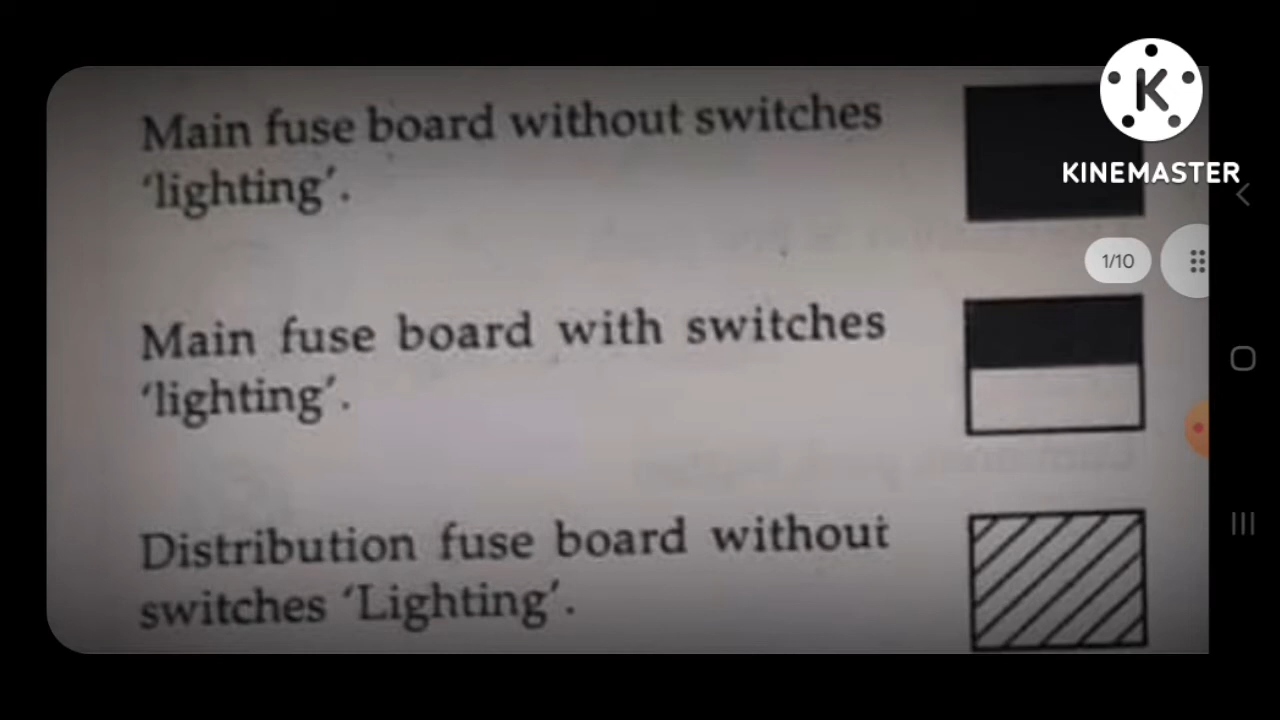 Main fuse board without switches
'lighting'.
K
KINEMASTER
1/10
Main fuse board with switches
'lighting'.
Distribution fuse board without
switches 'Lighting'.